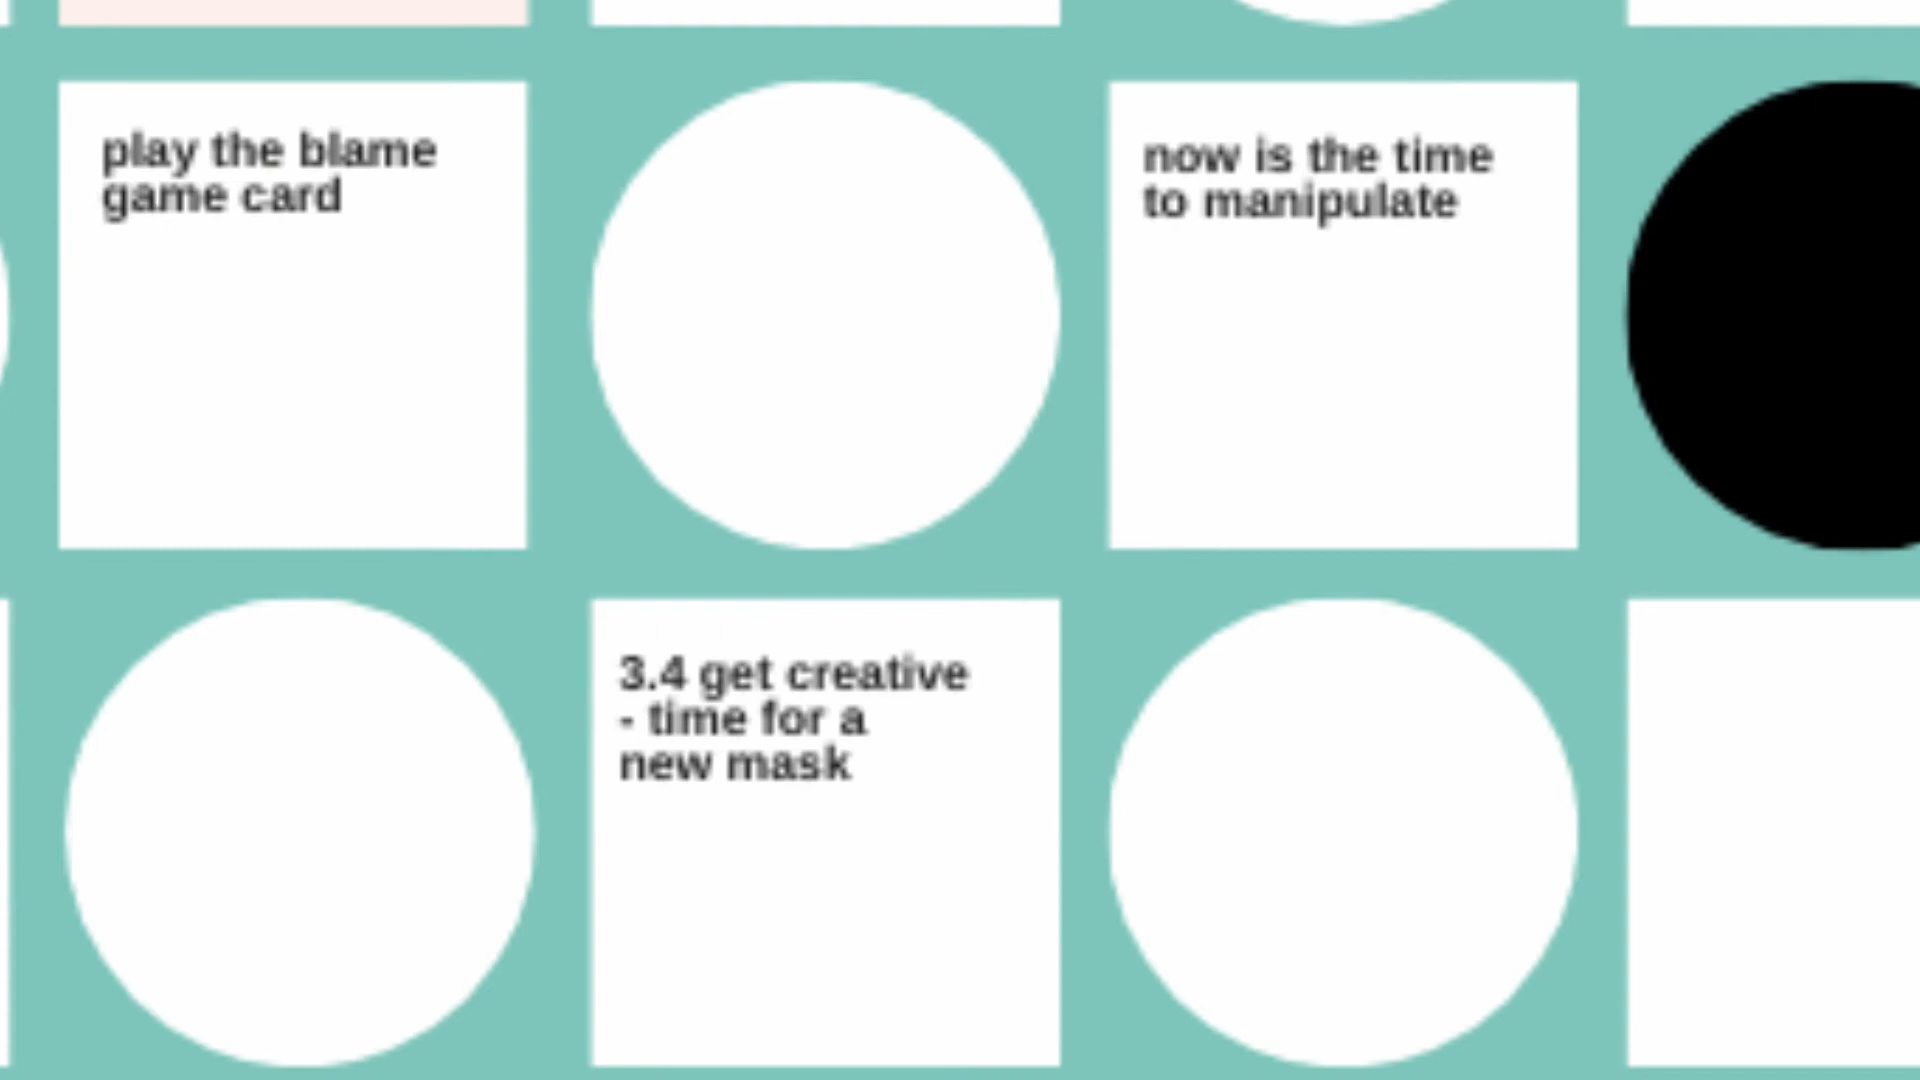 play the blame
game card
now is the time
to manipulate
3.4 get creative
- time for a
new mask